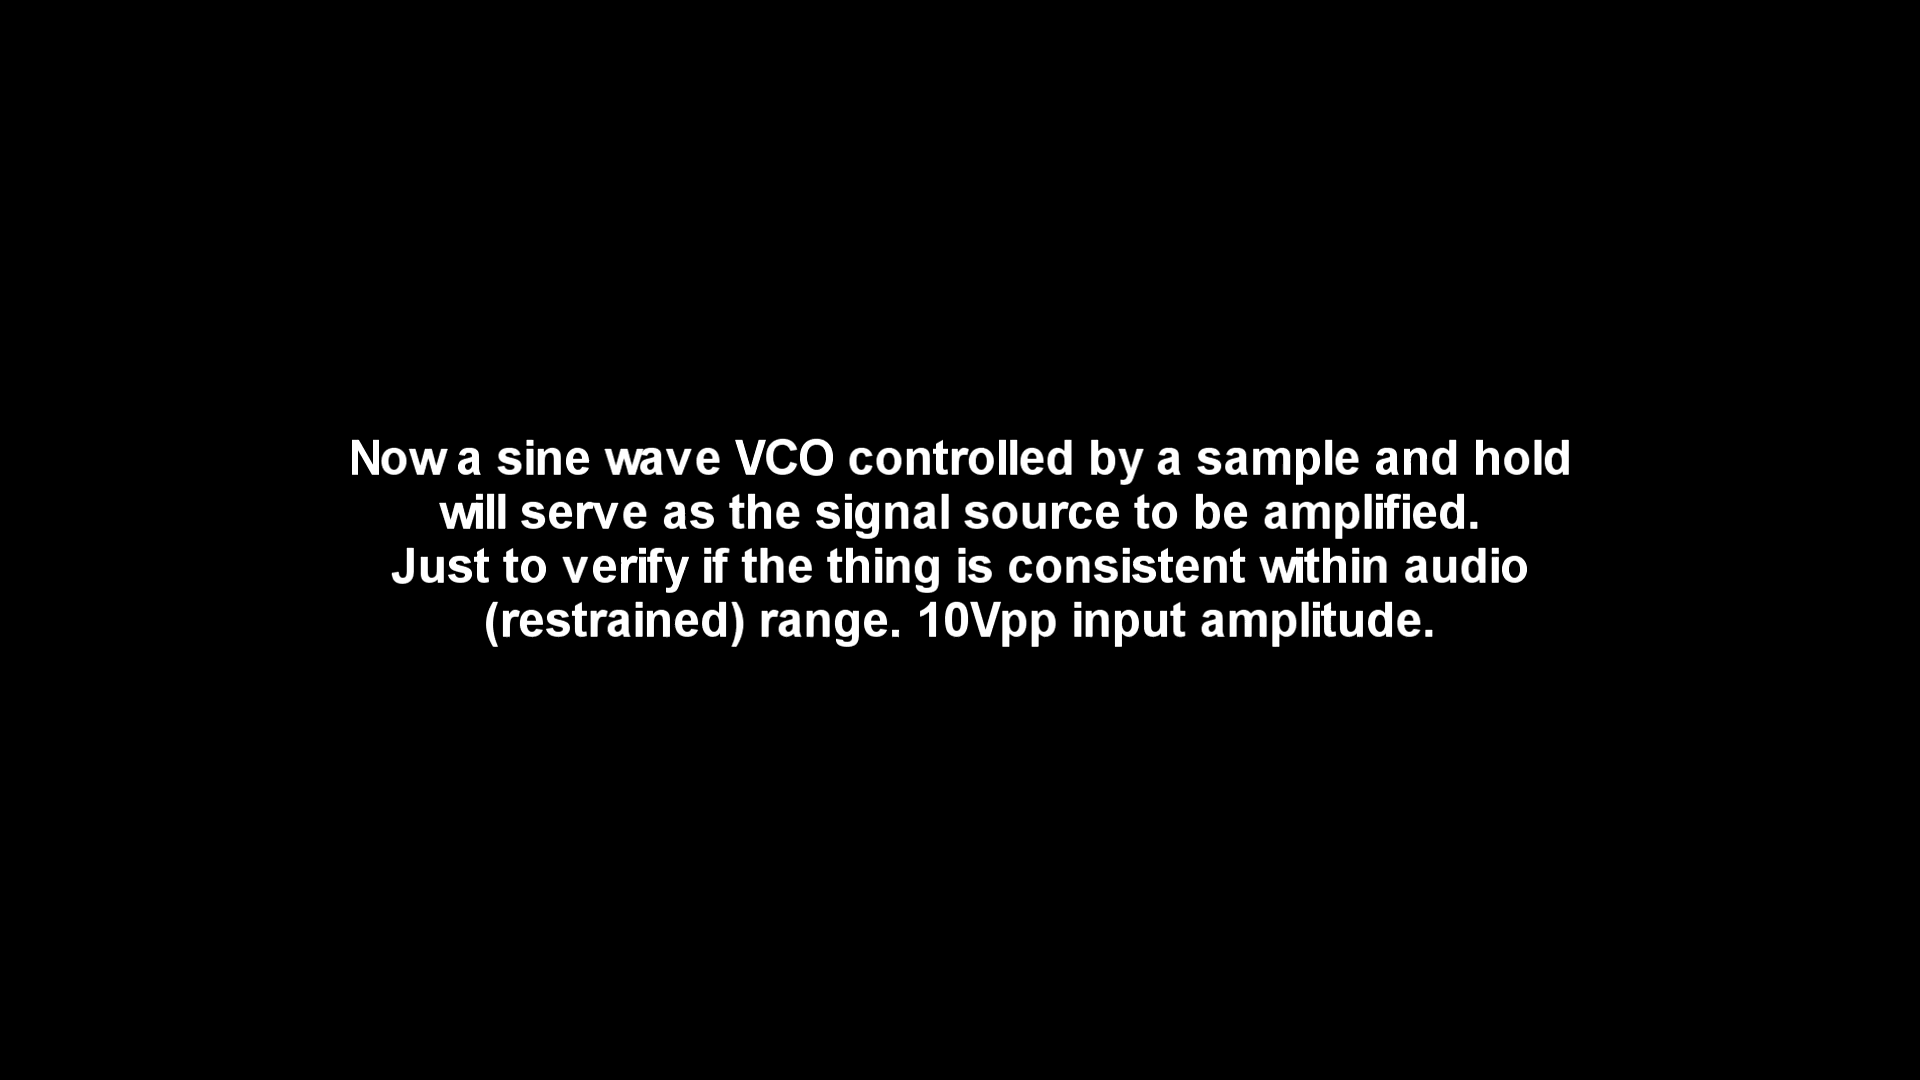 Now a sine wave VCO controlled by a sample and hold
will serve as the signal source to be amplified.
Just to verify if the thing is consistent within audio
(restrained) range. 10Vpp input amplitude.